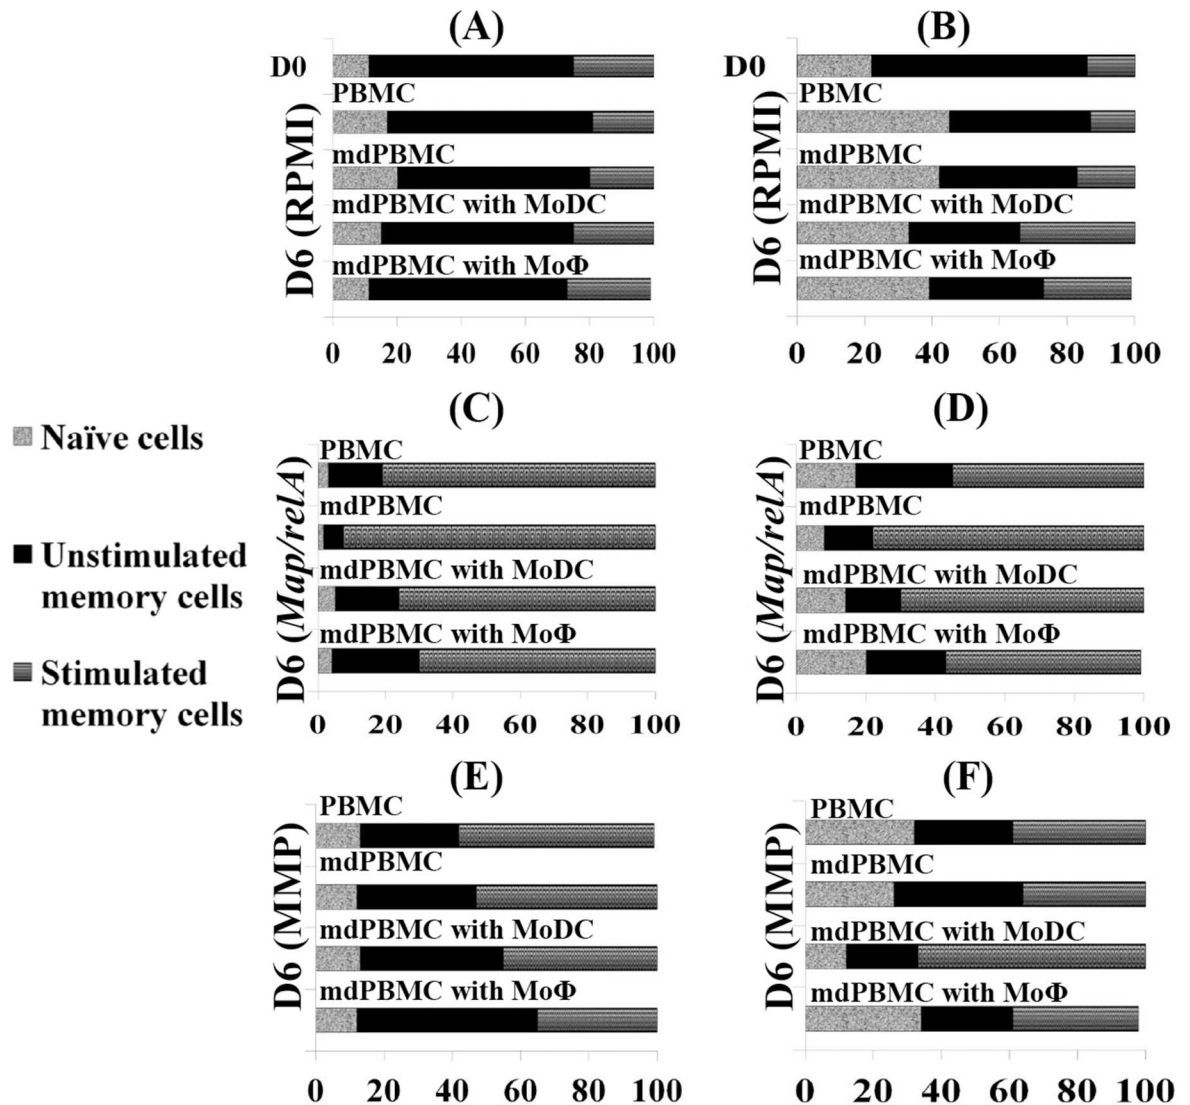 (A)
D0
PBMC
mdPBMC
mdPBMC with MoDC
mdPBMC with MoΦ
D6 (RPMII)
0 20 40 60 80 100
(B)
D0
PBMC
mdPBMC
mdPBMC with MoDC
mdPBMC with MoΦ
D6 (RPMII)
0 20 40 60 80 100
Naïve cells
Unstimulated
memory cells
Stimulated
memory cells
(C)
PBMC
mdPBMC
mdPBMC with MoDC
mdPBMC with MoΦ
D6 (Map/relA)
0 20 40 60 80 100
(D)
PBMC
mdPBMC
mdPBMC with MoDC
mdPBMC with MoΦ
D6 (Map/relA)
0 20 40 60 80 100
(E)
PBMC
mdPBMC
mdPBMC with MoDC
mdPBMC with MoΦ
D6 (MMP)
0 20 40 60 80 100
(F)
PBMC
mdPBMC
mdPBMC with MoDC
mdPBMC with MoΦ
D6 (MMP)
0 20 40 60 80 100